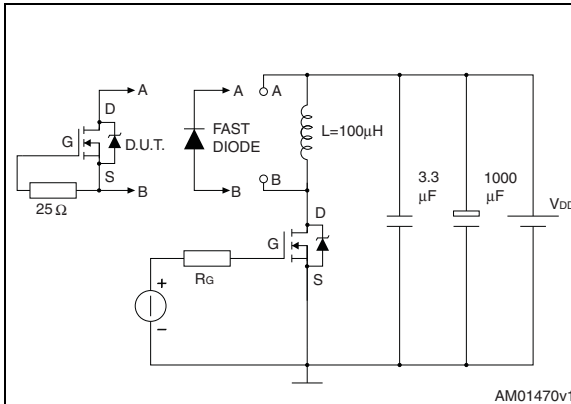 A
D
G
D.U.T.
S
B
25 Ω
A
FAST
DIODE
B
A
L=100μH
B
D
G
S
RG
+
–
3.3
μF
1000
μF
VDD
AM01470v1